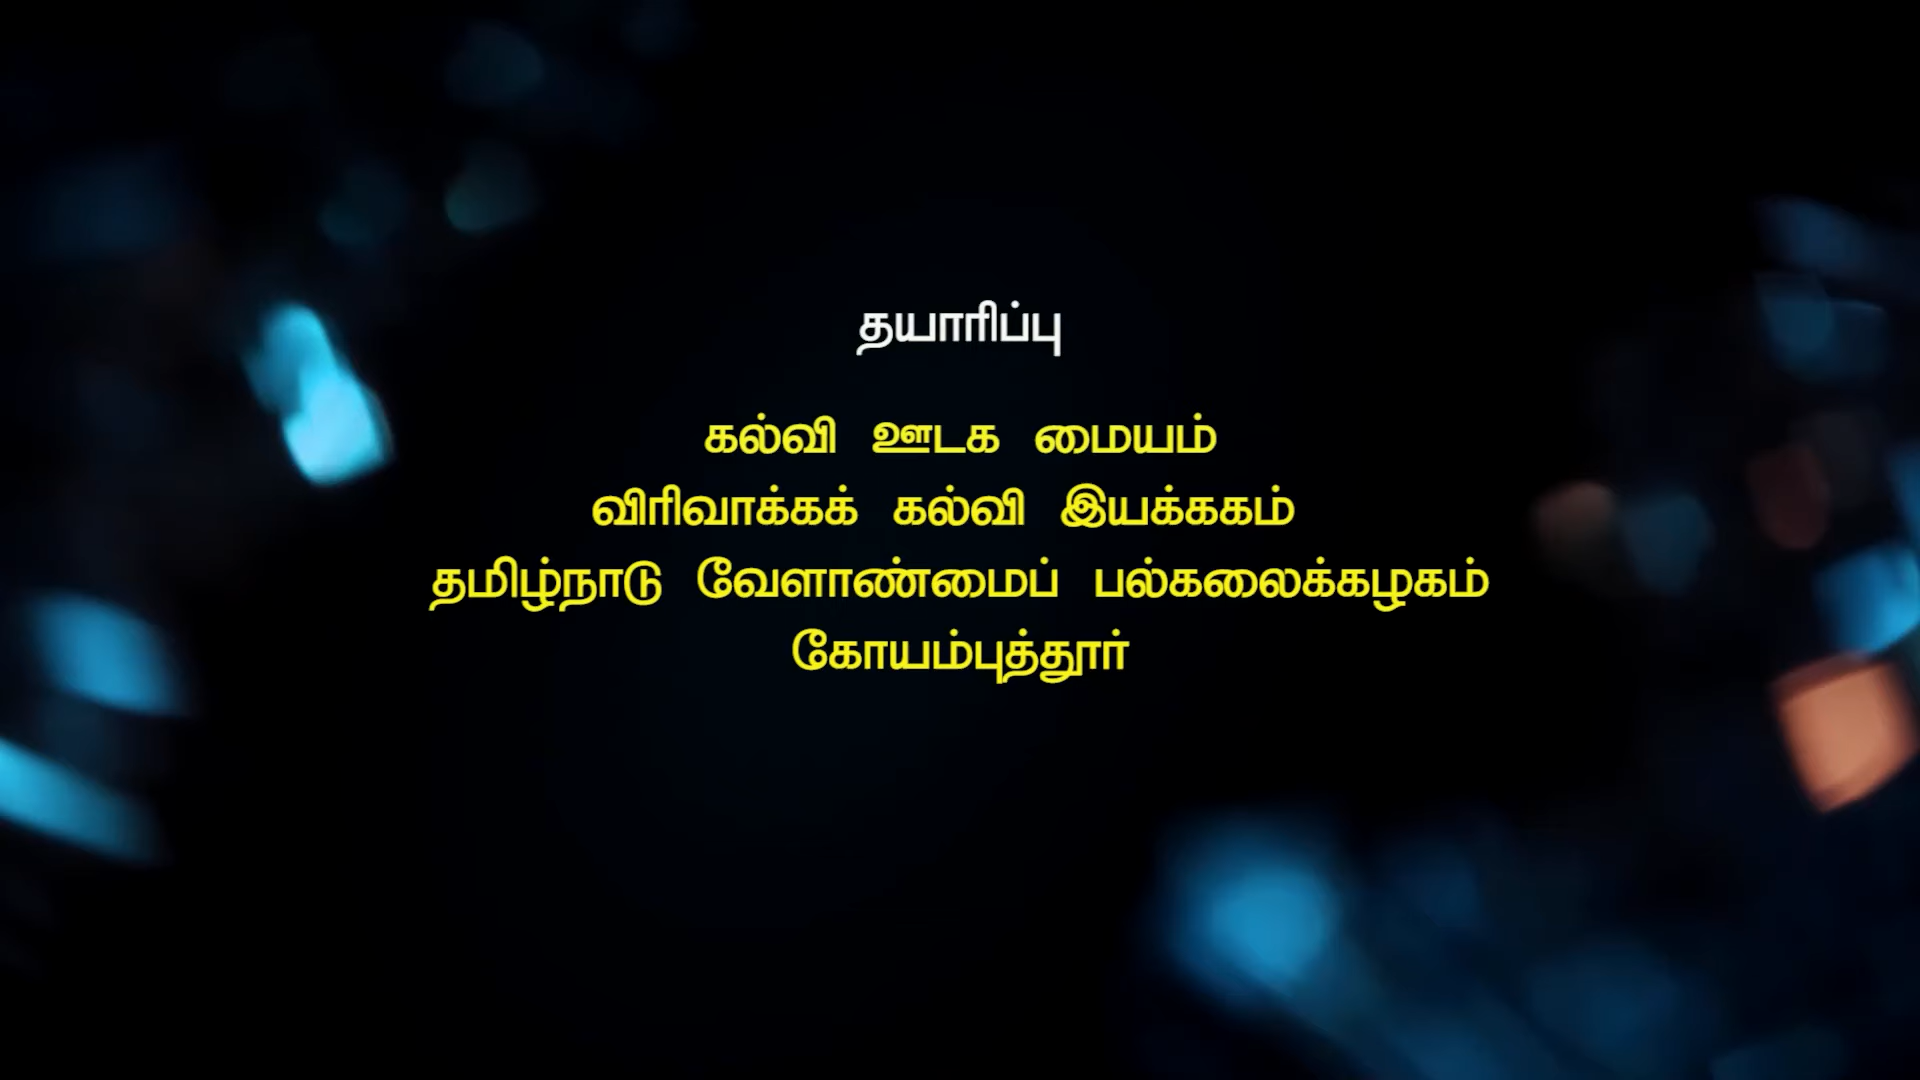 தயாரிப்பு
கல்வி ஊடக மையம்
விரிவாக்கக் கல்வி இயக்ககம்
தமிழ்நாடு வேளாண்மைப் பல்கலைக்கழகம்
கோயம்புத்தூர்